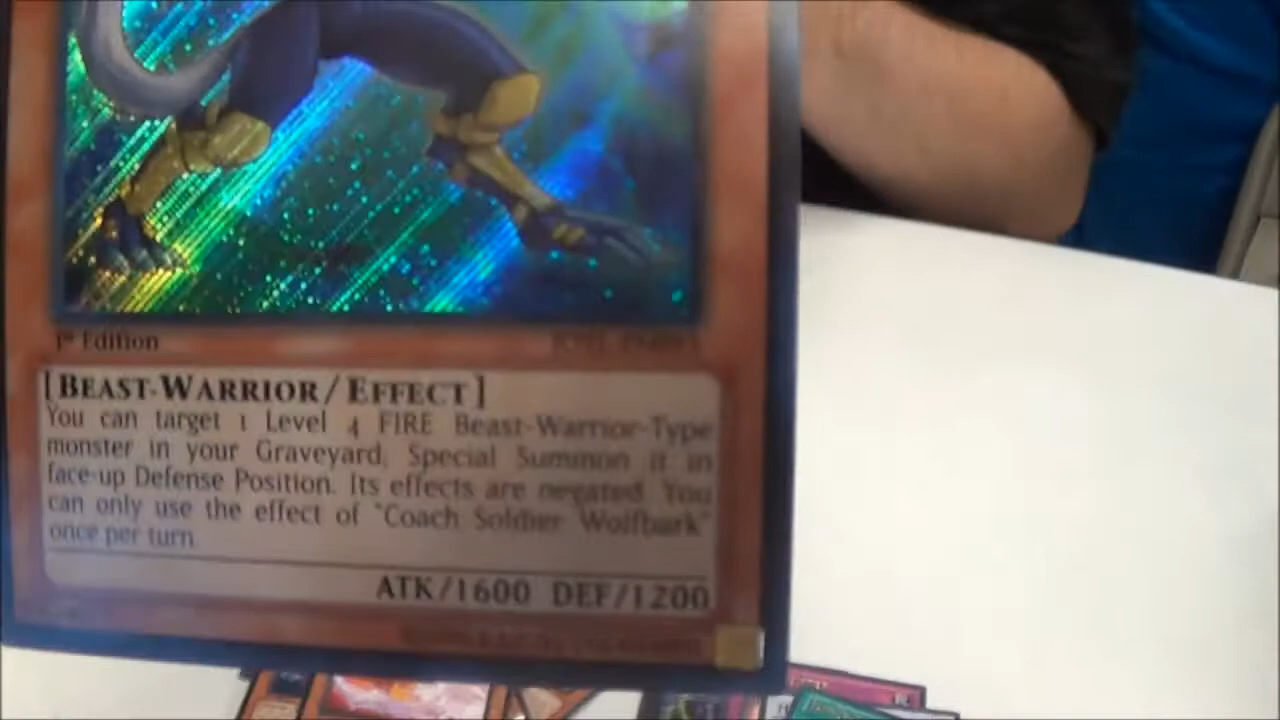 1st Edition
[BEAST-WARRIOR/EFFECT]
You can target 1 Level 4 FIRE Beast-Warrior-Type
monster in your Graveyard; Special Summon it in
face-up Defense Position. Its effects are negated. You
can only use the effect of "Coach Soldier Wolfbark"
once per turn.
ATK/1600 DEF/1200